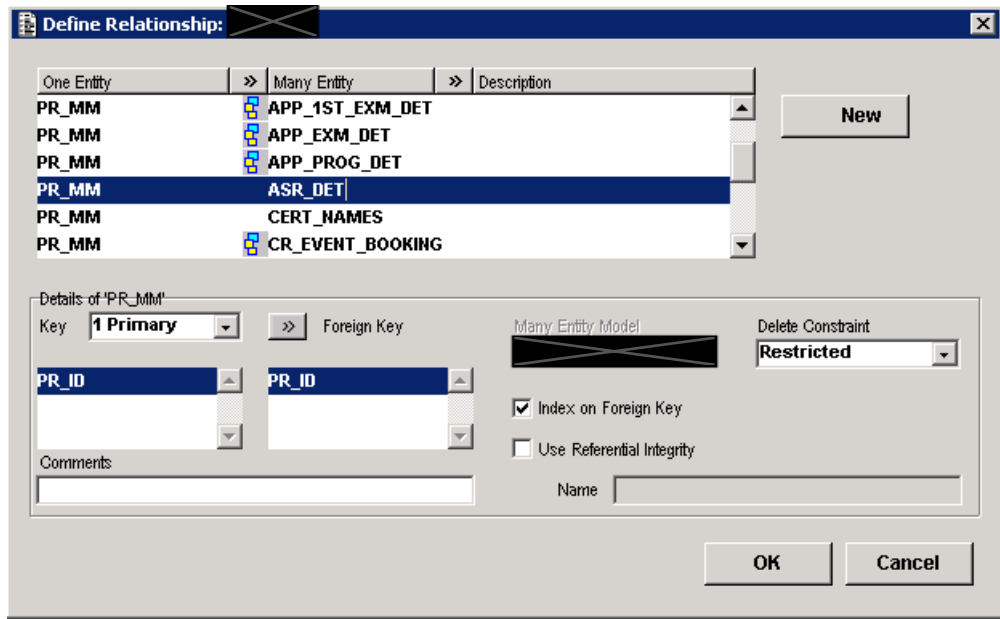 Define Relationship:
One Entity >> Many Entity >> Description
PR_MM APP_1ST_EXM_DET
PR_MM APP_EXM_DET
PR_MM APP_PROG_DET
PR_MM ASR_DET
PR_MM CERT_NAMES
PR_MM CR_EVENT_BOOKING
New
Details of 'PR_MM'
Key 1 Primary >> Foreign Key
Many Entity Model
Delete Constraint
Restricted
PR_ID PR_ID
Index on Foreign Key
Use Referential Integrity
Comments
Name
OK Cancel